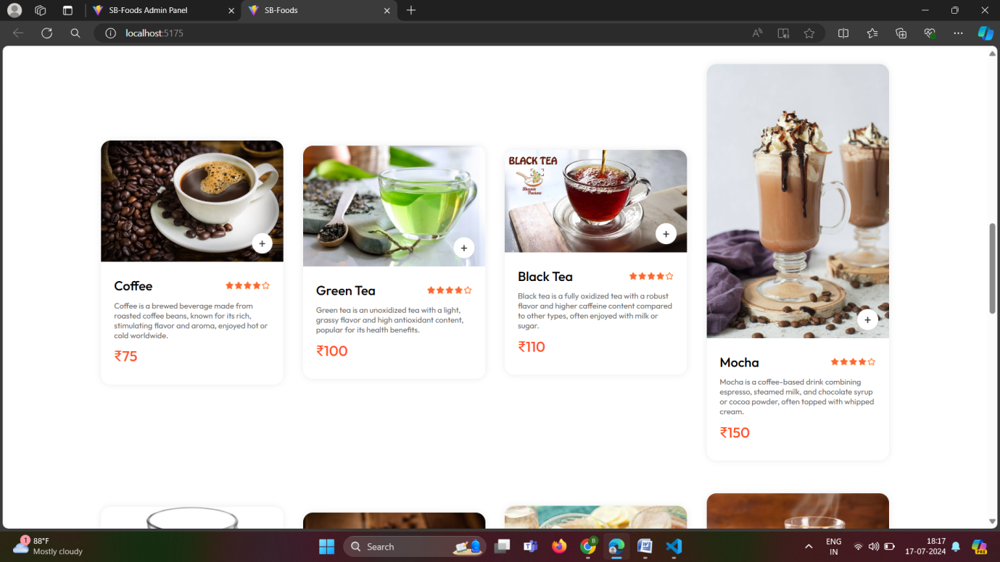 SB-Foods Admin Panel
SB-Foods
localhost:5175
BLACK TEA
Coffee
Coffee is a brewed beverage made from
roasted coffee beans, known for its rich,
stimulating flavor and aroma, enjoyed hot or
cold worldwide.
₹75
Green Tea
Green tea is an unoxidized tea with a light,
grassy flavor and high antioxidant content,
popular for its health benefits.
₹100
Black Tea
Black tea is a fully oxidized tea with a robust
flavor and higher caffeine content compared
to other types, often enjoyed with milk or
sugar.
₹110
Mocha
Mocha is a coffee-based drink combining
espresso, steamed milk, and chocolate syrup
or cocoa powder, often topped with whipped
cream.
₹150
1
88°F
Mostly cloudy
Search
B
ENG
IN
18:17
17-07-2024
PRE